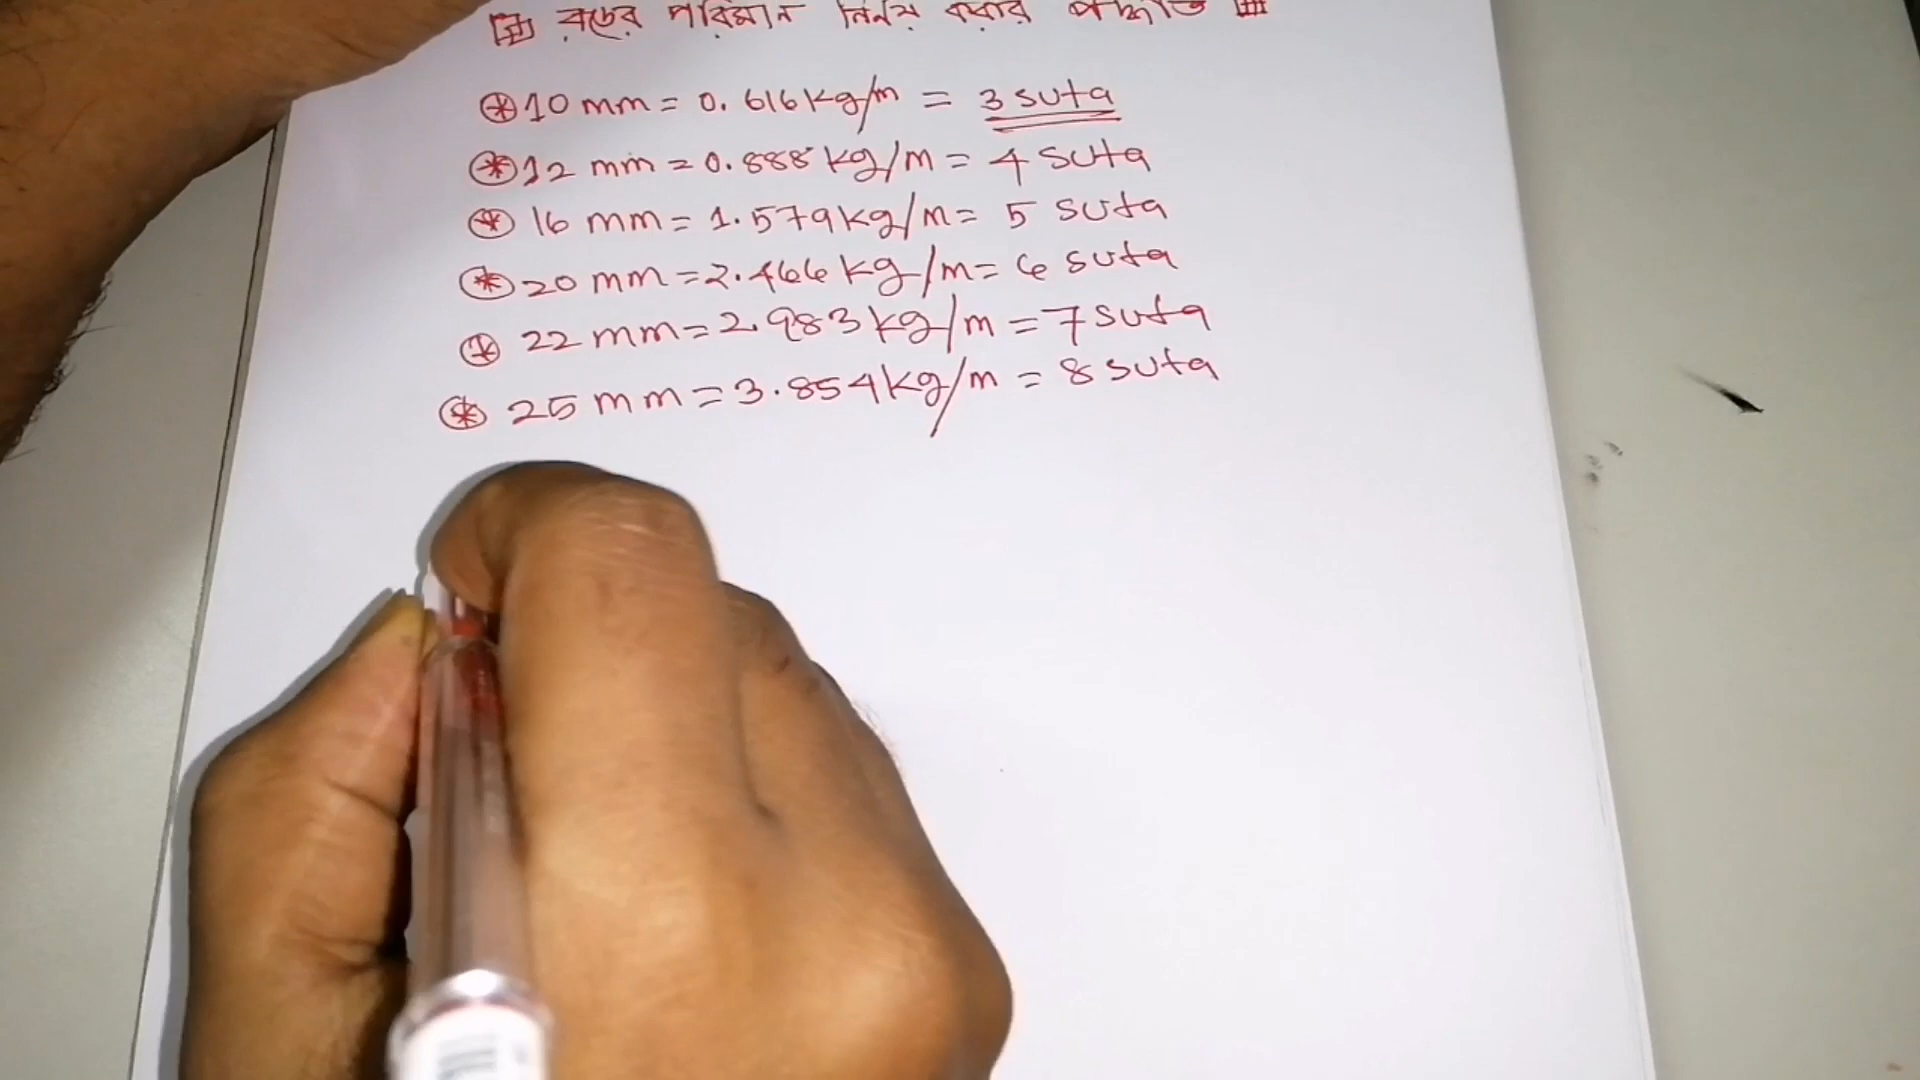 রডের পরিমান নির্নয় করার পদ্ধতি
10 mm = 0.616 kg/m = 3 suta
12 mm = 0.888 kg/m = 4 suta
16 mm = 1.579 kg/m = 5 suta
20 mm = 2.466 kg/m = 6 suta
22 mm = 2.983 kg/m = 7 suta
25 mm = 3.854 kg/m = 8 suta